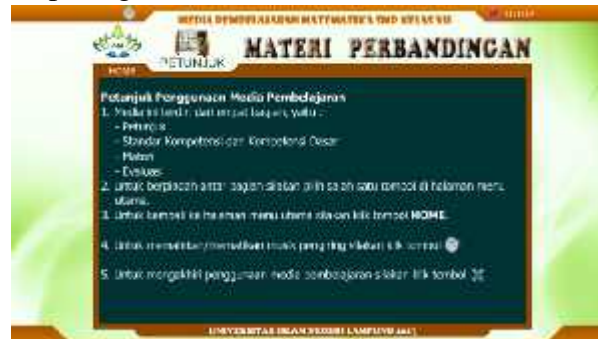 MEDIA PEMBELAJARAN MATEMATIKA SMP KELAS VII
PETUNJUK
MATERI PERBANDINGAN
HOME
Petunjuk Penggunaan Media Pembelajaran
1. Media ini terdiri dari empat bagian, yaitu :
- Petunjuk
- Standar Kompetensi dan Kompetensi Dasar
- Materi
- Evaluasi
2. Untuk berpindah antar bagian silakan pilih salah satu tombol di halaman menu
utama.
3. Untuk kembali ke halaman menu utama silakan klik tombol HOME.
4. Untuk memainkan/mematikan musik pengiring silakan klik tombol
5. Untuk mengakhiri penggunaan media pembelajaran silakan klik tombol
UNIVERSITAS ISLAM NEGERI LAMPUNG